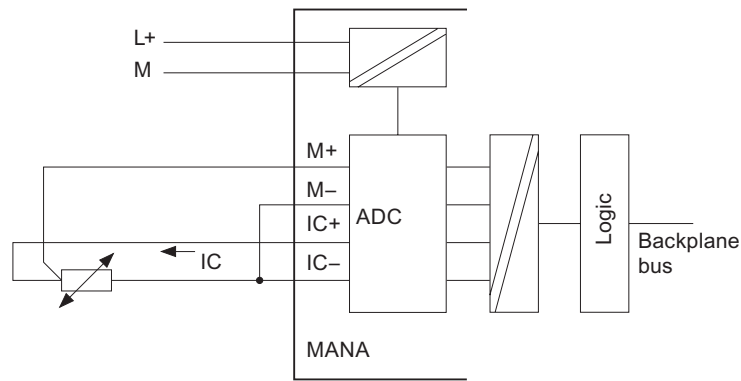 L+
M
M+
M–
IC+
ADC
IC
IC–
Logic
Backplane
bus
MANA